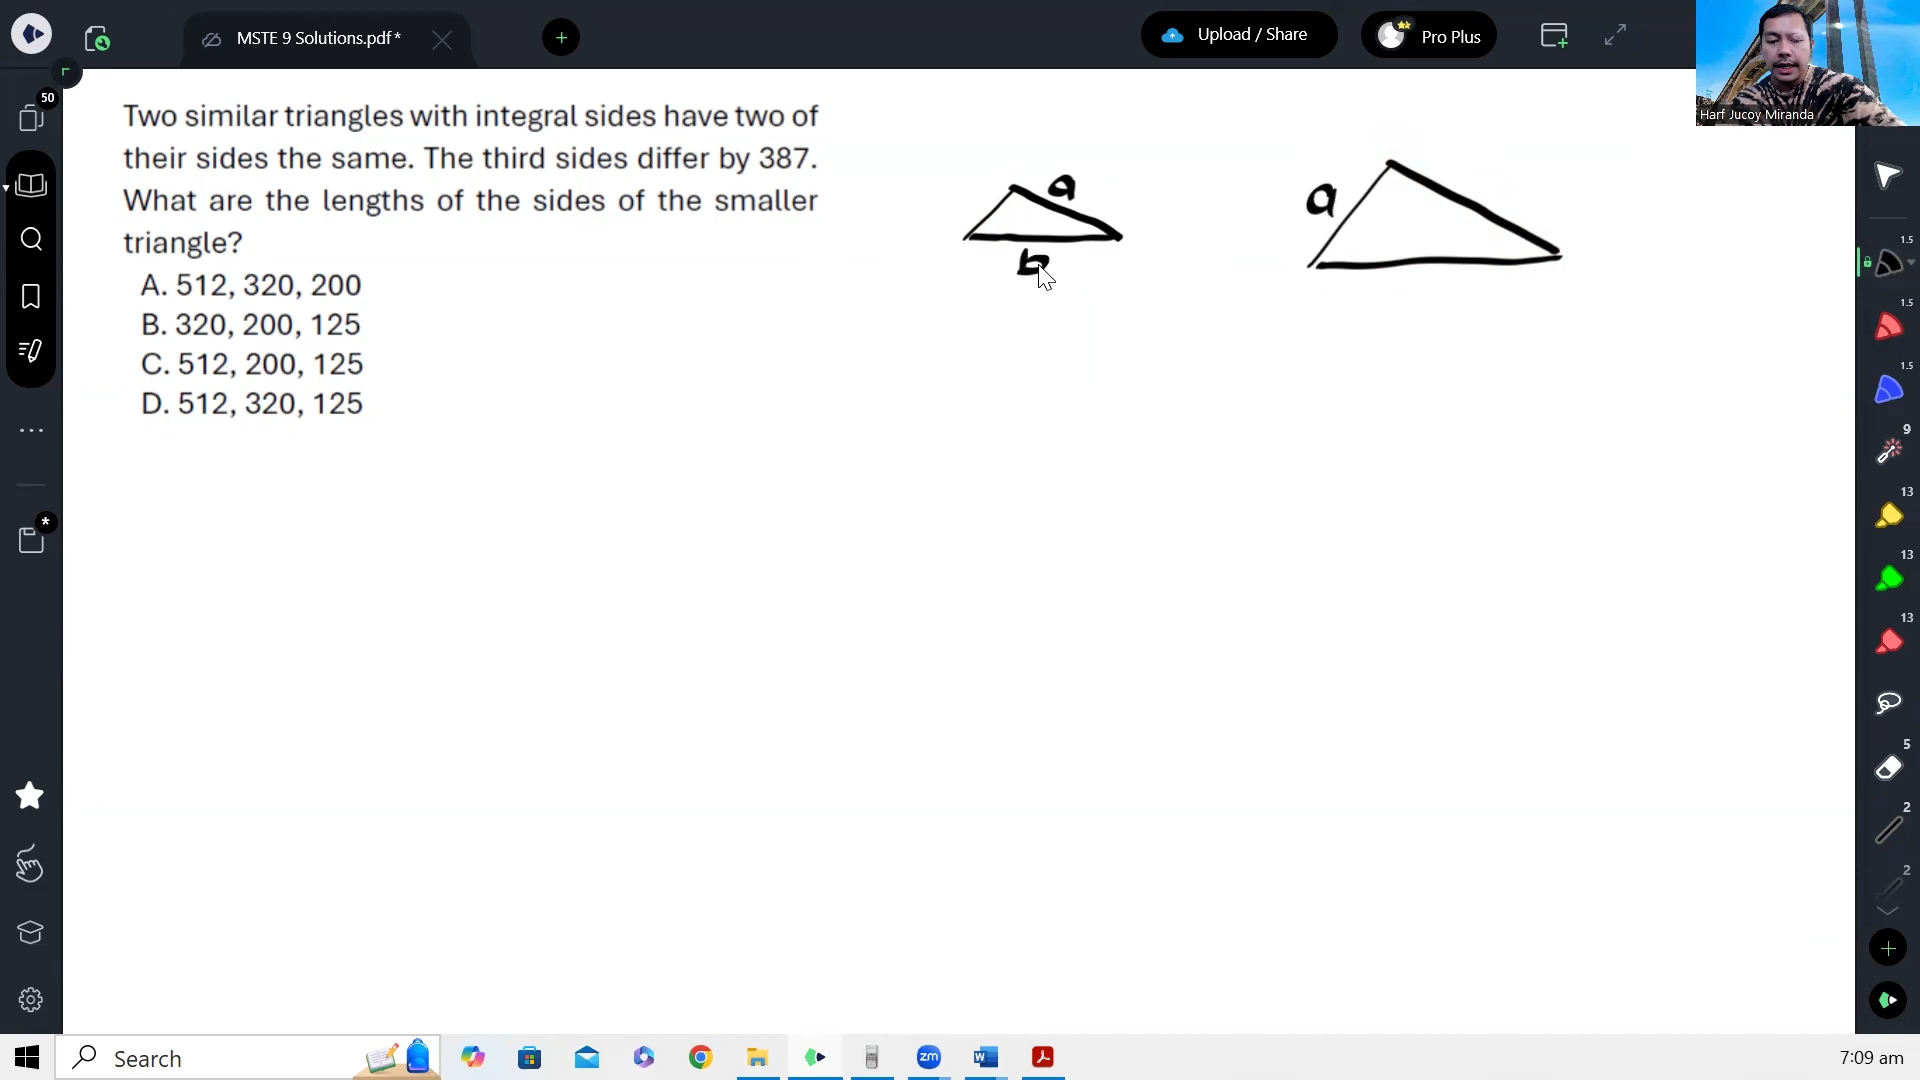 MSTE 9 Solutions.pdf*
Upload / Share
Pro Plus
Harf Jucoy Miranda
50
Two similar triangles with integral sides have two of
their sides the same. The third sides differ by 387.
What are the lengths of the sides of the smaller
triangle?
A. 512, 320, 200
B. 320, 200, 125
C. 512, 200, 125
D. 512, 320, 125
a
b
a
1.5
1.5
1.5
9
13
13
13
5
2
2
Search
zm
W
7:09 am